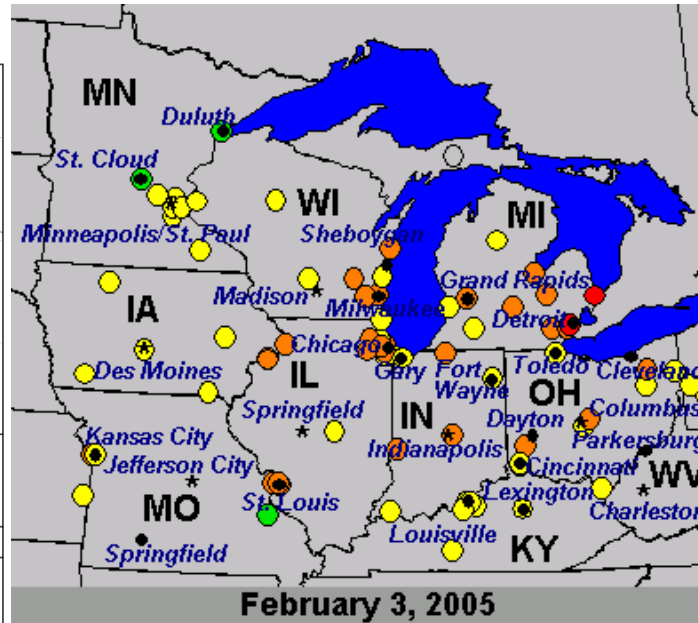 MN
Duluth
St. Cloud
WI
MI
Minneapolis/St. Paul
Sheboygan
Grand Rapids
Madison
Milwaukee
IA
Detroit
Chicago
Des Moines
Gary
Fort
Wayne
Toledo
Cleveland
IL
OH
Springfield
IN
Dayton
Columbus
Kansas City
Indianapolis
Parkersburg
Jefferson City
Cincinnati
WV
MO
St. Louis
Lexington
Charleston
Louisville
KY
Springfield
February 3, 2005